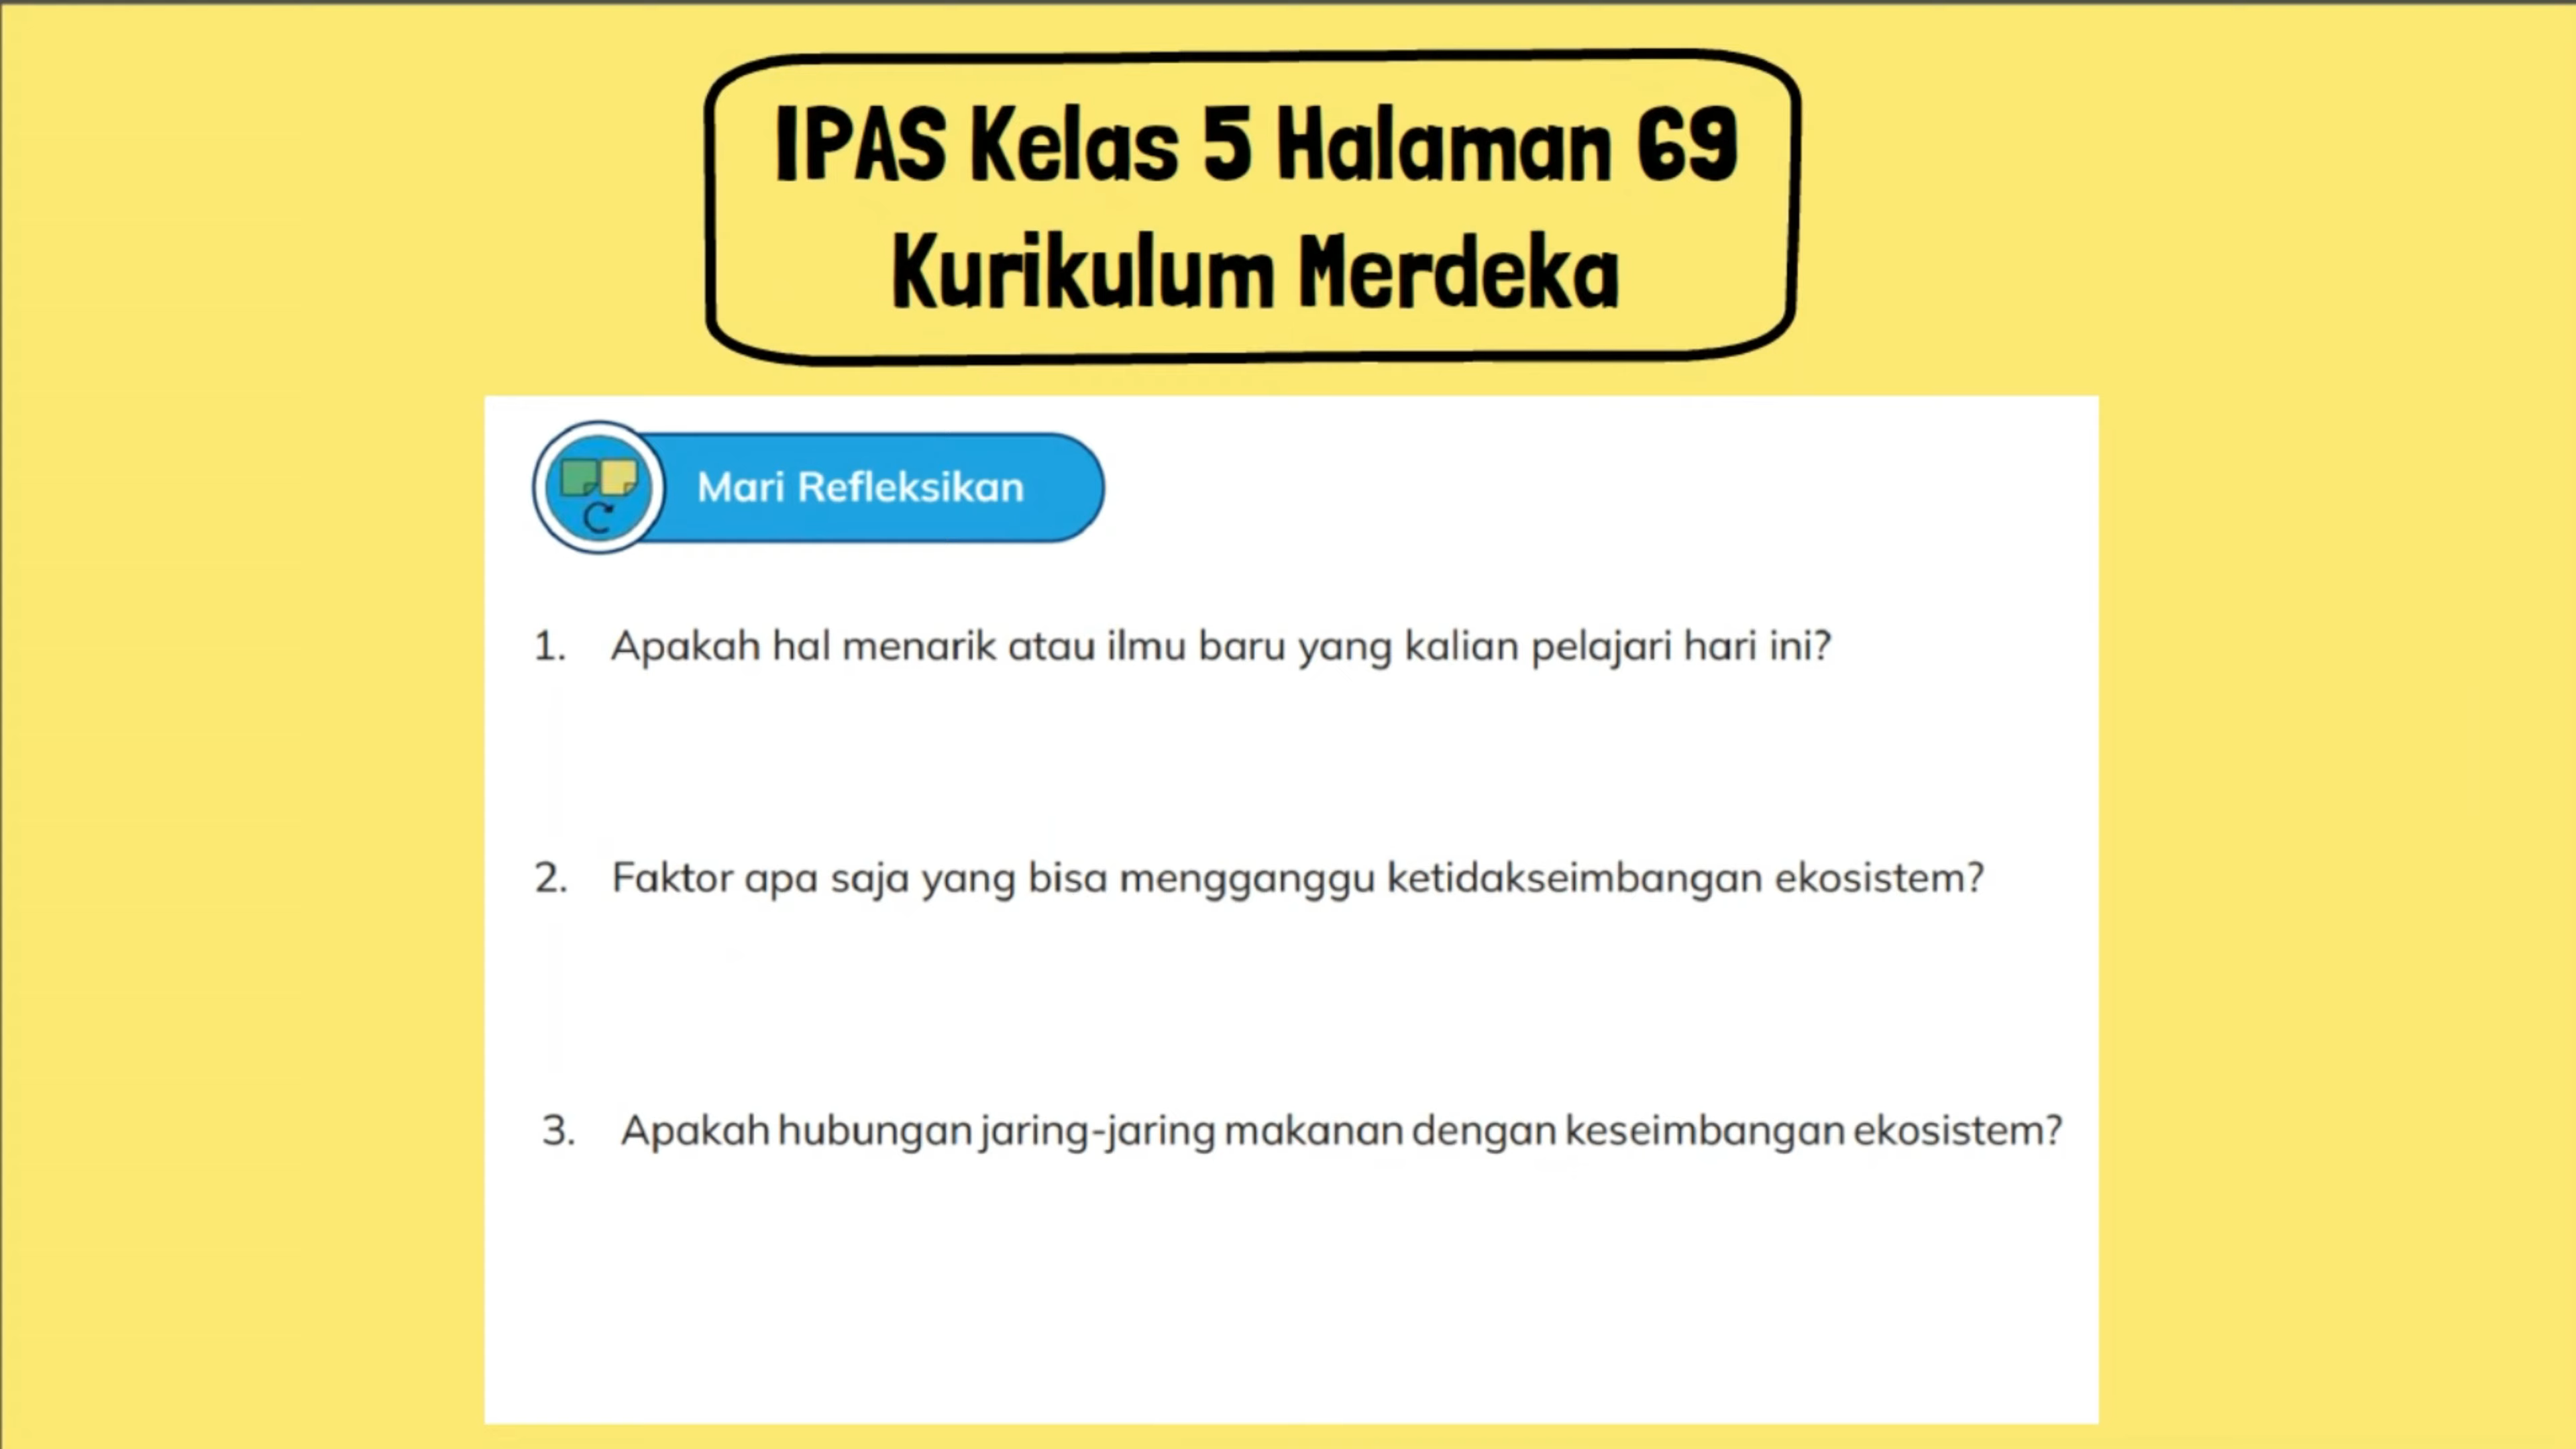 IPAS Kelas 5 Halaman 69
Kurikulum Merdeka
Mari Refleksikan
1. Apakah hal menarik atau ilmu baru yang kalian pelajari hari ini?
2. Faktor apa saja yang bisa mengganggu ketidakseimbangan ekosistem?
3. Apakah hubungan jaring-jaring makanan dengan keseimbangan ekosistem?